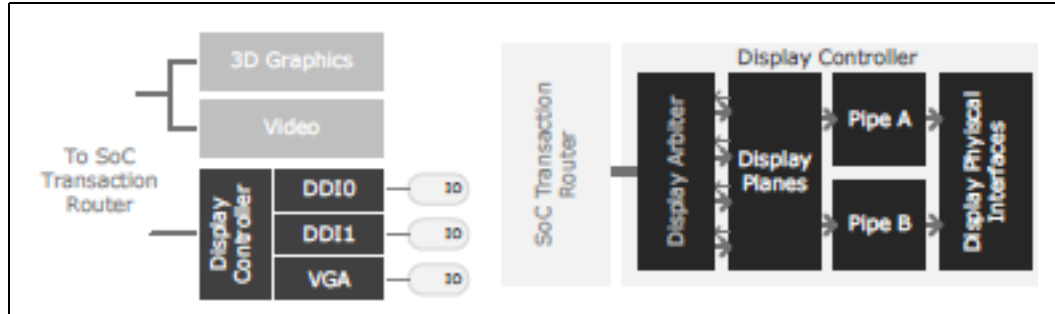 3D Graphics
Video
To SoC
Transaction
Router
Display
Controller
DDI0
IO
DDI1
IO
VGA
IO
SoC Transaction
Router
Display Controller
Display Arbiter
Display
Planes
Pipe A
Pipe B
Display Phyiscal
Interfaces